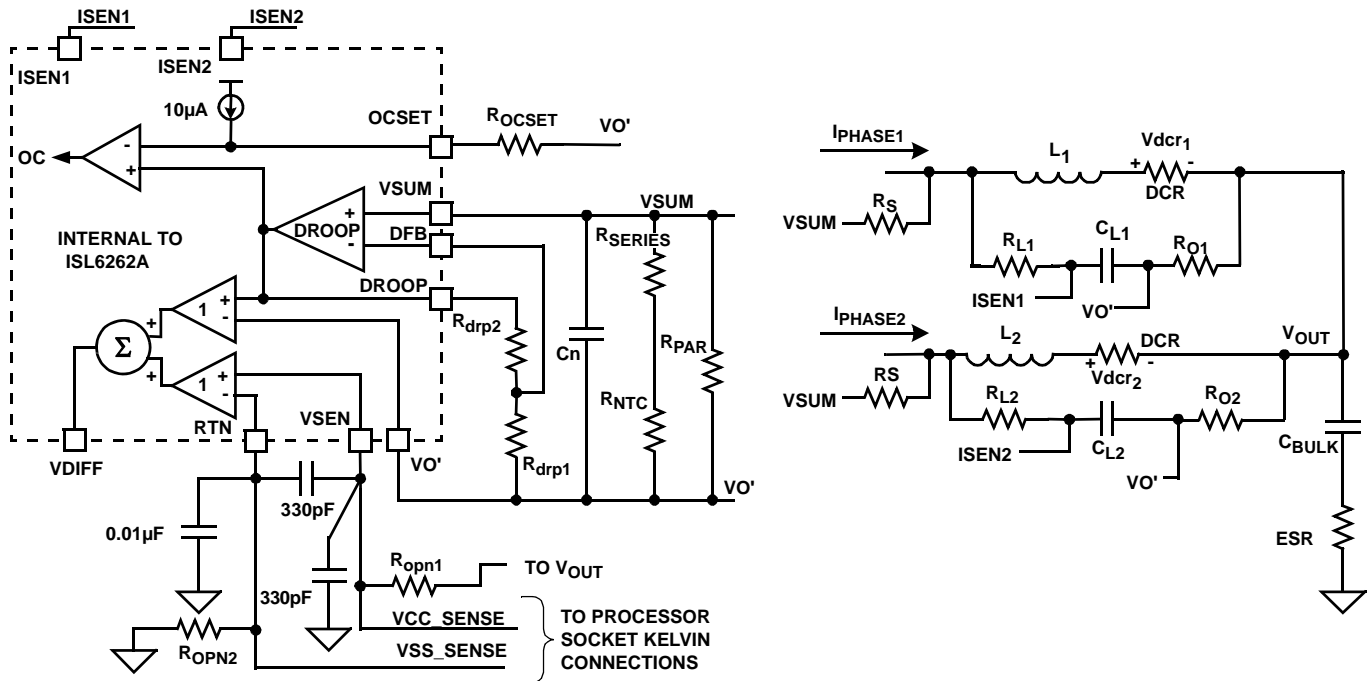 ISEN1
ISEN2
ISEN1
ISEN2
10µA
OCSET
ROCSET
VO'
OC
-
+
VSUM
VSUM
DROOP
+
-
DFB
INTERNAL TO
ISL6262A
DROOP
RSERIES
Rdrp2
Cn
RPAR
1
+
-
+
Σ
+
1
+
-
RNTC
Rdrp1
RTN
VSEN
VDIFF
VO'
VO'
330pF
0.01µF
330pF
Ropn1
TO VOUT
ROPN2
VCC_SENSE
VSS_SENSE
TO PROCESSOR
SOCKET KELVIN
CONNECTIONS
IPHASE1
L1
Vdcr1
+
-
DCR
RS
VSUM
RL1
CL1
RO1
ISEN1
VO'
IPHASE2
L2
DCR
VOUT
+
-
Vdcr2
RS
VSUM
RL2
CL2
RO2
ISEN2
VO'
CBULK
ESR